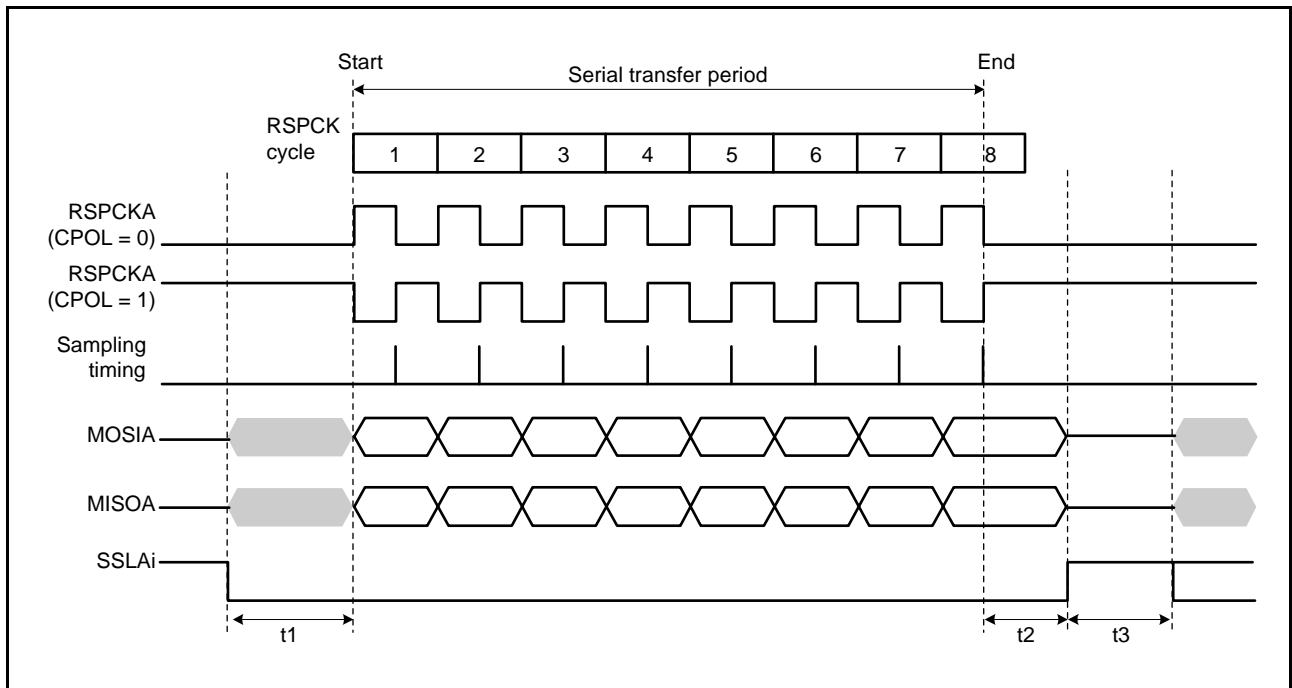 Start
End
Serial transfer period
RSPCK
cycle
1 2 3 4 5 6 7 8
RSPCKA
(CPOL = 0)
RSPCKA
(CPOL = 1)
Sampling
timing
MOSIA
MISOA
SSLAi
t1
t2
t3